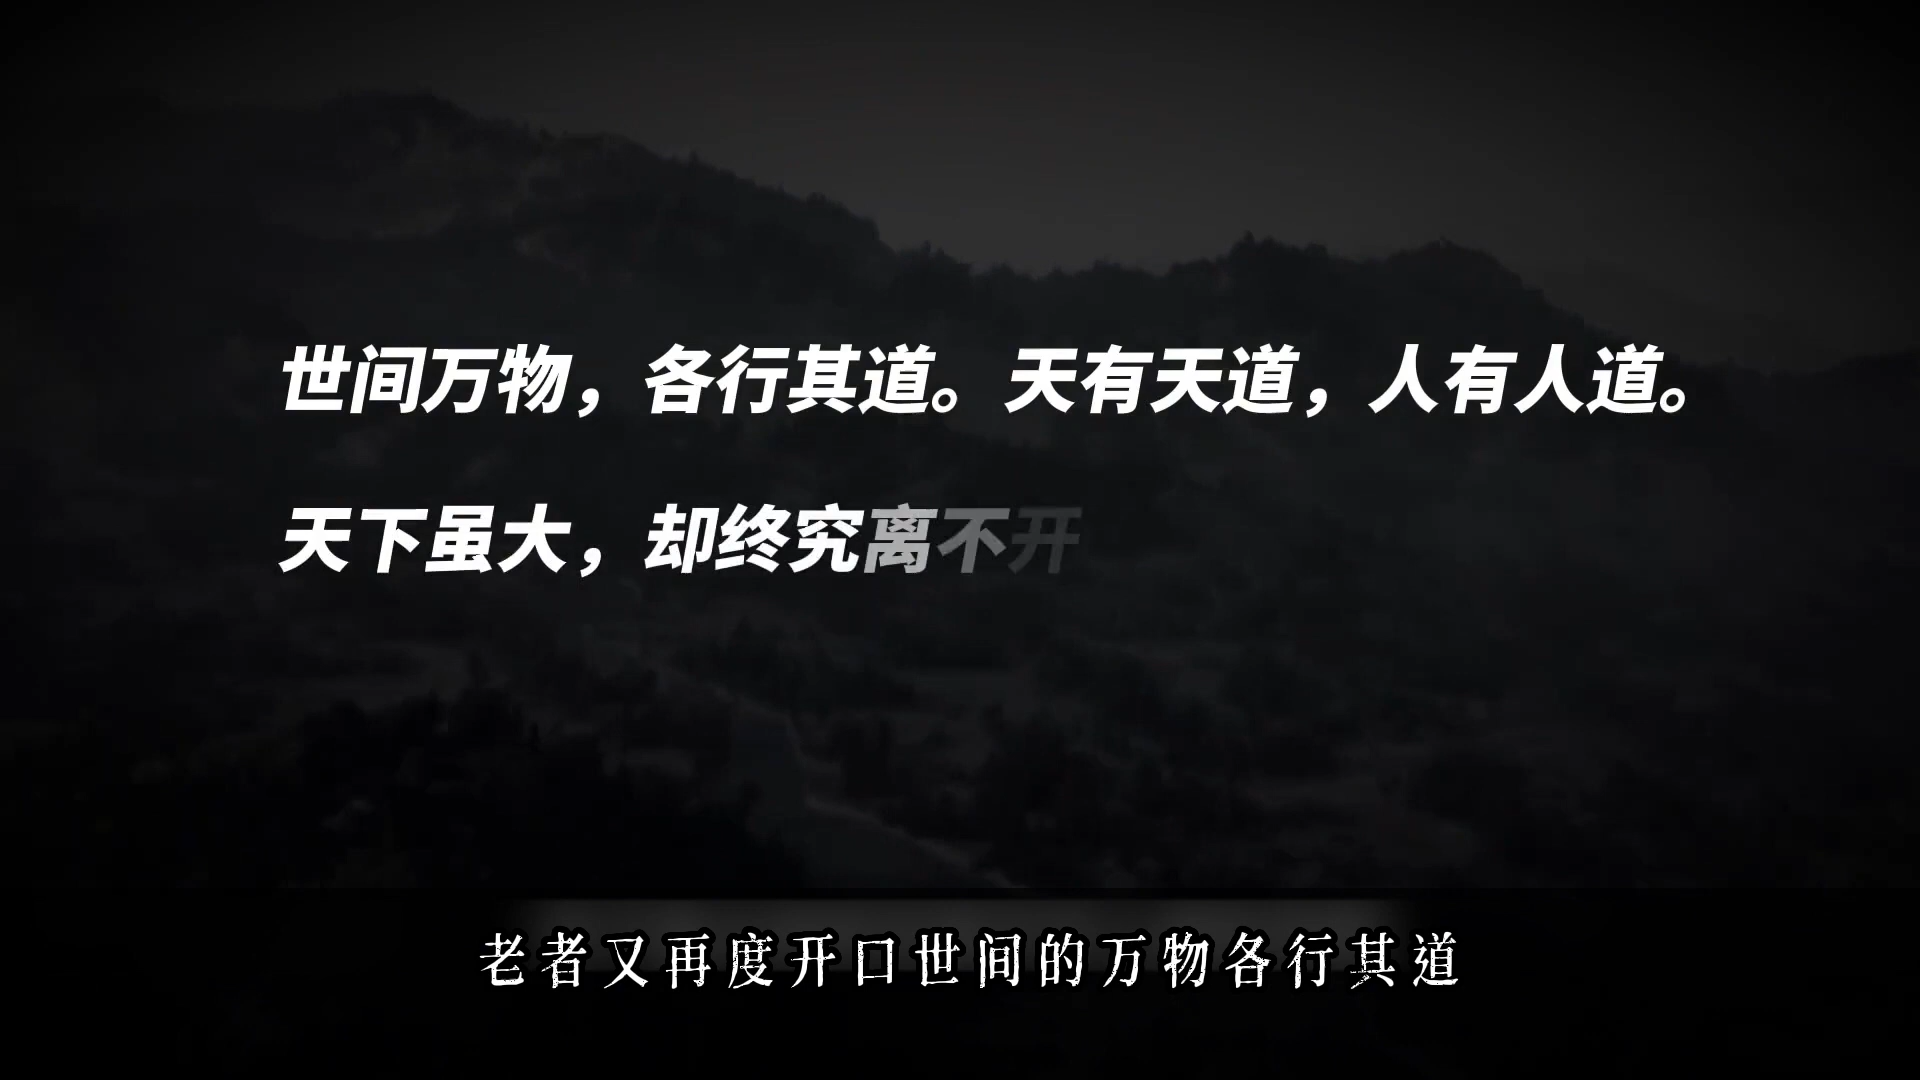 世间万物，各行其道。天有天道，人有人道。
天下虽大，却终究离不开
老者又再度开口世间的万物各行其道